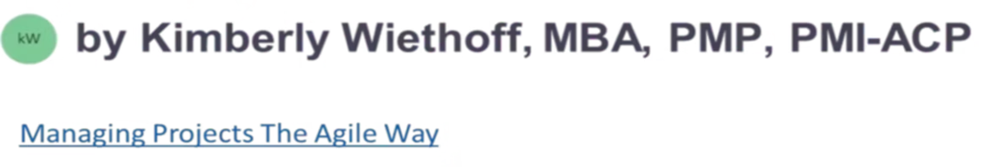 kW by Kimberly Wiethoff, MBA, PMP, PMI-ACP
Managing Projects The Agile Way